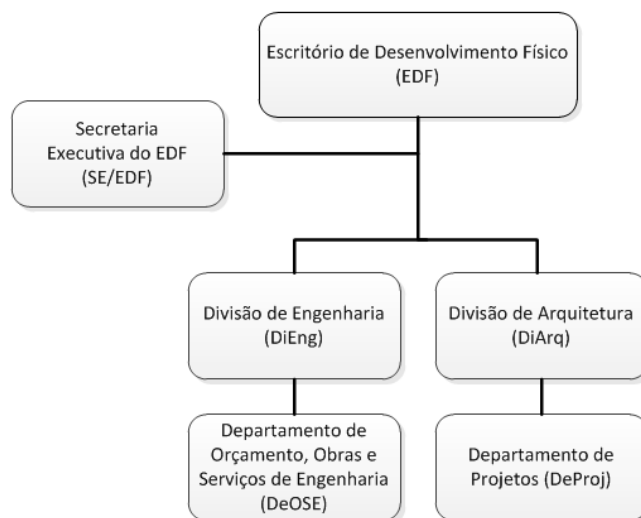 Escritório de Desenvolvimento Físico
(EDF)
Secretaria
Executiva do EDF
(SE/EDF)
Divisão de Engenharia
(DiEng)
Divisão de Arquitetura
(DiArq)
Departamento de
Orçamento, Obras e
Serviços de Engenharia
(DeOSE)
Departamento de
Projetos (DeProj)